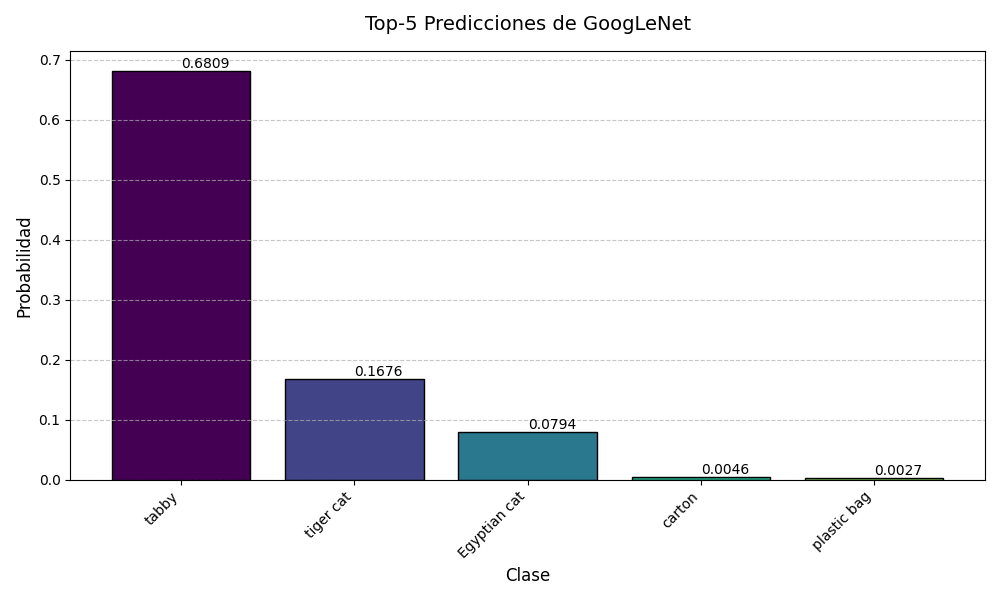 Top-5 Predicciones de GoogLeNet
Probabilidad
0.7
0.6
0.5
0.4
0.3
0.2
0.1
0.0
0.6809
0.1676
0.0794
0.0046
0.0027
tabby
tiger cat
Egyptian cat
carton
plastic bag
Clase